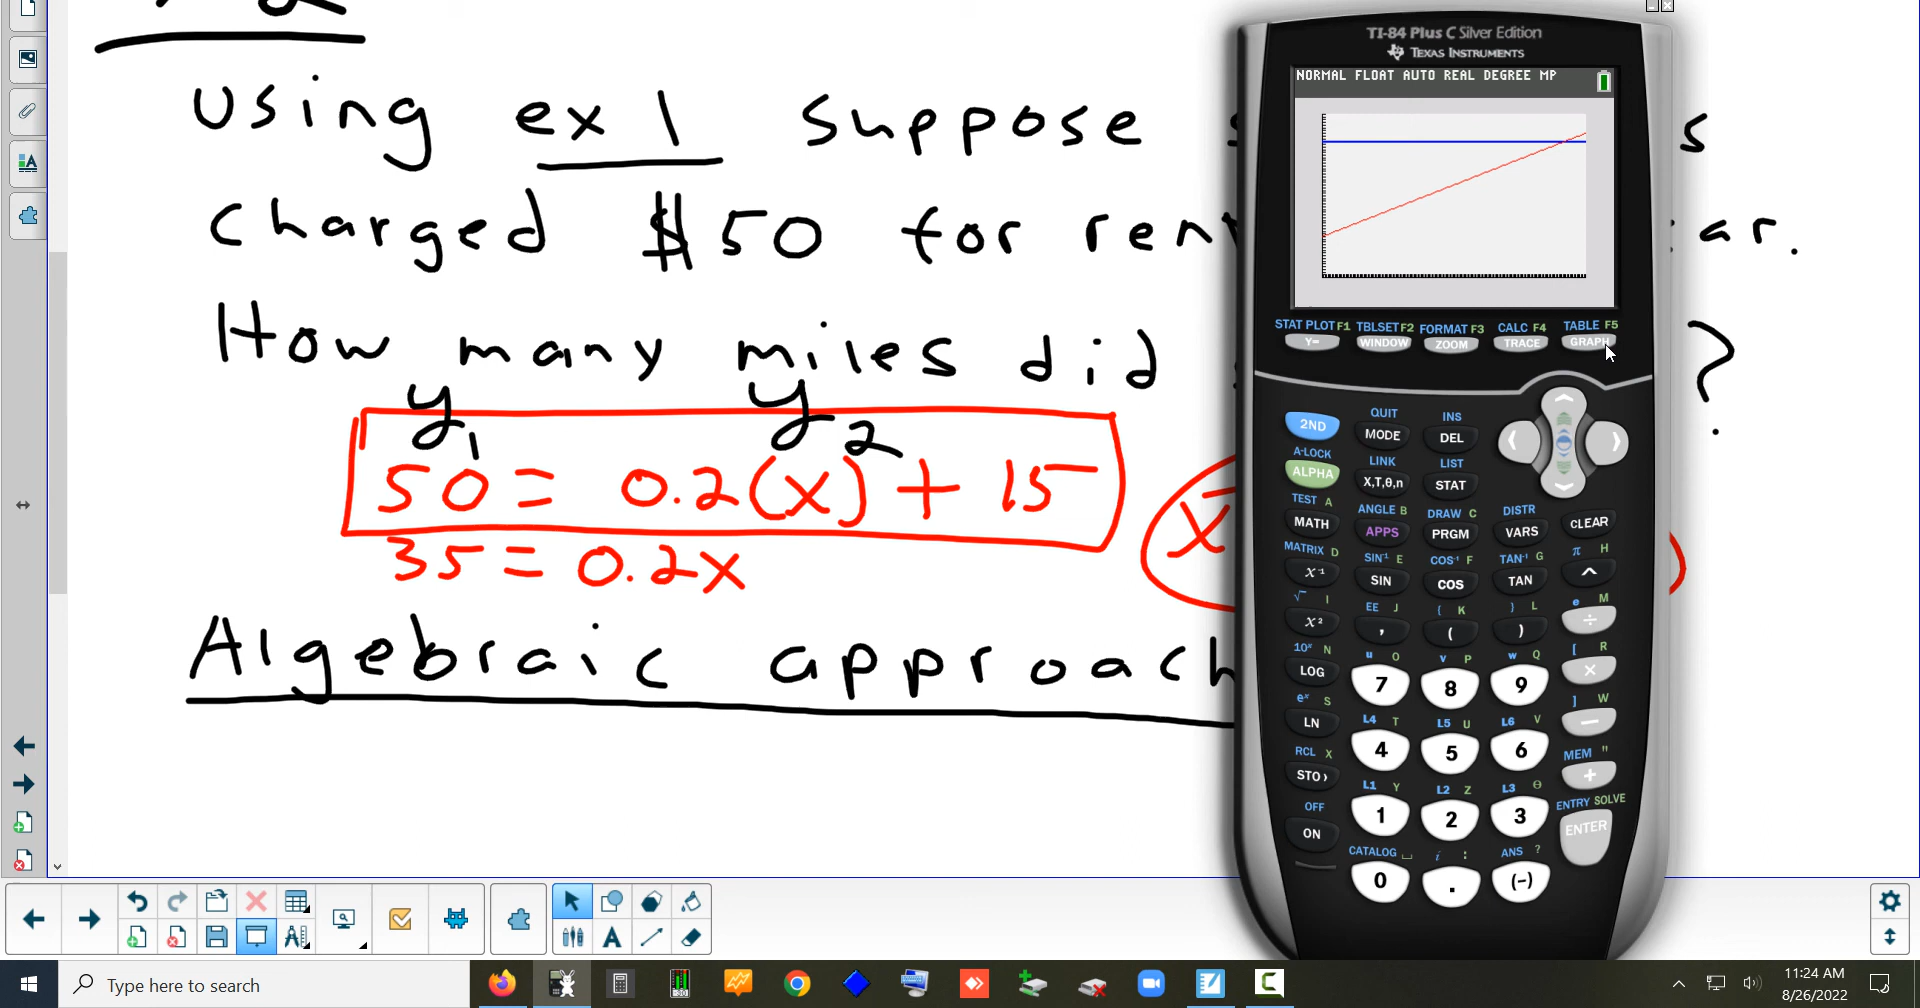 TI-84 Plus C Silver Edition
TEXAS INSTRUMENTS
NORMAL FLOAT AUTO REAL DEGREE MP
Using ex 1 suppose s
charged $50 for ren ar.
How many miles did ?
y1 y2
50 = 0.2(x) + 15
35 = 0.2x
x
Algebraic approach
STAT PLOT F1 TBLSET F2 FORMAT F3 CALC F4 TABLE F5
Y= WINDOW ZOOM TRACE GRAPH
QUIT INS
2ND MODE DEL
A-LOCK LINK LIST
ALPHA X,T,θ,n STAT
TEST A ANGLE B DRAW C DISTR
MATH APPS PRGM VARS CLEAR
MATRIX D SIN⁻¹ E COS⁻¹ F TAN⁻¹ G π H
X⁻¹ SIN COS TAN ^
√ I EE J { K } L e M
X² , ( ) ÷
10ˣ N u O v P w Q [ R
LOG 7 8 9 ×
eˣ S L4 T L5 U L6 V ] W
LN 4 5 6 −
RCL X L1 Y L2 Z L3 Θ MEM "
STO› 1 2 3 +
OFF CATALOG ⎵ i : ANS ? ENTRY SOLVE
ON 0 . (-) ENTER
Type here to search
11:24 AM
8/26/2022